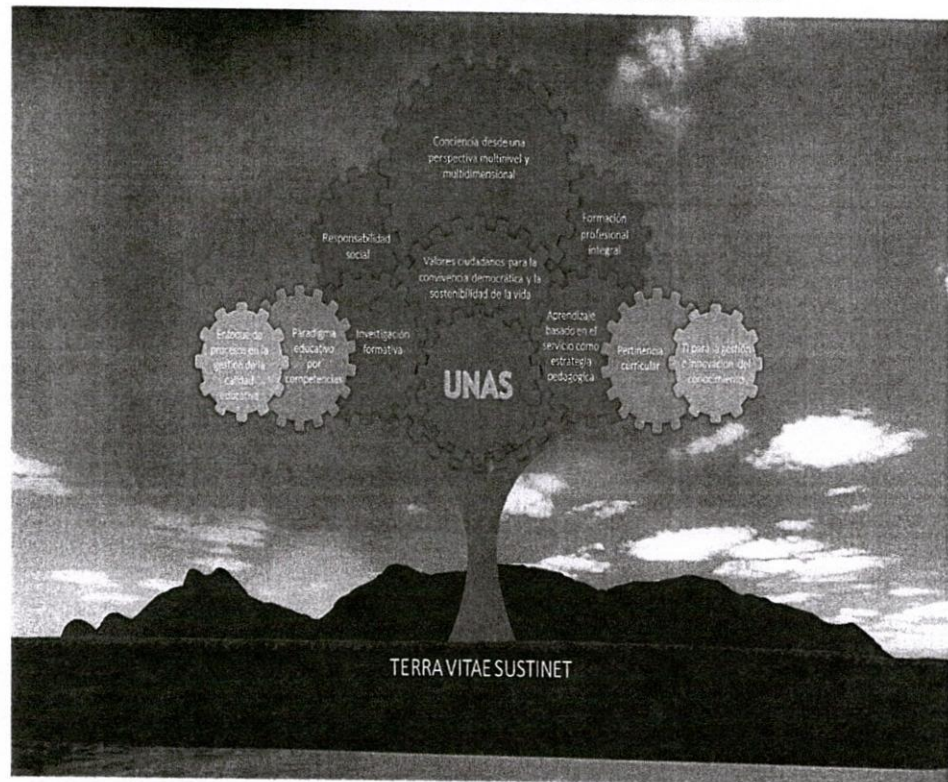 Conciencia desde una
perspectiva multinivel y
multidimensional
Responsabilidad
social
Formación
profesional
integral
Valores ciudadanos para la
convivencia democrática y la
sostenibilidad de la vida
Enfoque de
procesos en la
gestión de la
calidad
educativa
Paradigma
educativo
por
competencias
Investigación
formativa
UNAS
Aprendizaje
basado en el
servicio como
estrategia
pedagógica
Pertinencia
curricular
TI para la gestión
e innovación del
conocimiento
TERRA VITAE SUSTINET